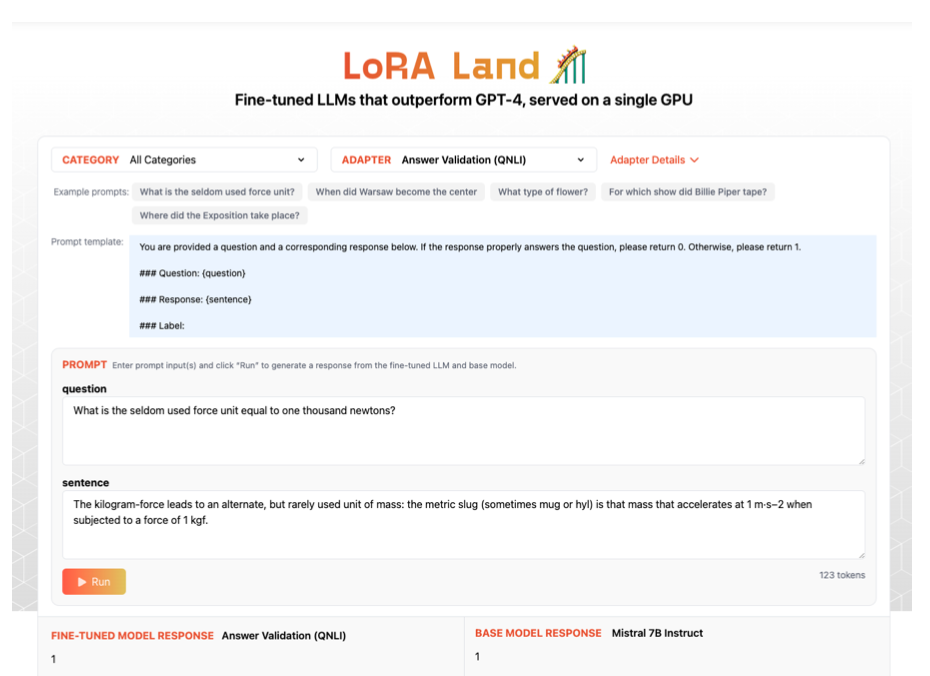 LoRA Land
Fine-tuned LLMs that outperform GPT-4, served on a single GPU
CATEGORY All Categories ADAPTER Answer Validation (QNLI) Adapter Details
Example prompts: What is the seldom used force unit? When did Warsaw become the center What type of flower? For which show did Billie Piper tape?
Where did the Exposition take place?
Prompt template: You are provided a question and a corresponding response below. If the response properly answers the question, please return 0. Otherwise, please return 1.
### Question: {question}
### Response: {sentence}
### Label:
PROMPT Enter prompt input(s) and click "Run" to generate a response from the fine-tuned LLM and base model.
question
What is the seldom used force unit equal to one thousand newtons?
sentence
The kilogram-force leads to an alternate, but rarely used unit of mass: the metric slug (sometimes mug or hyl) is that mass that accelerates at 1 m·s−2 when
subjected to a force of 1 kgf.
Run 123 tokens
FINE-TUNED MODEL RESPONSE Answer Validation (QNLI) BASE MODEL RESPONSE Mistral 7B Instruct
1 1